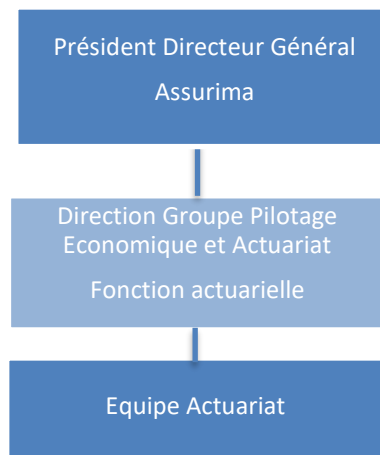 Président Directeur Général
Assurima
Direction Groupe Pilotage
Economique et Actuariat
Fonction actuarielle
Equipe Actuariat